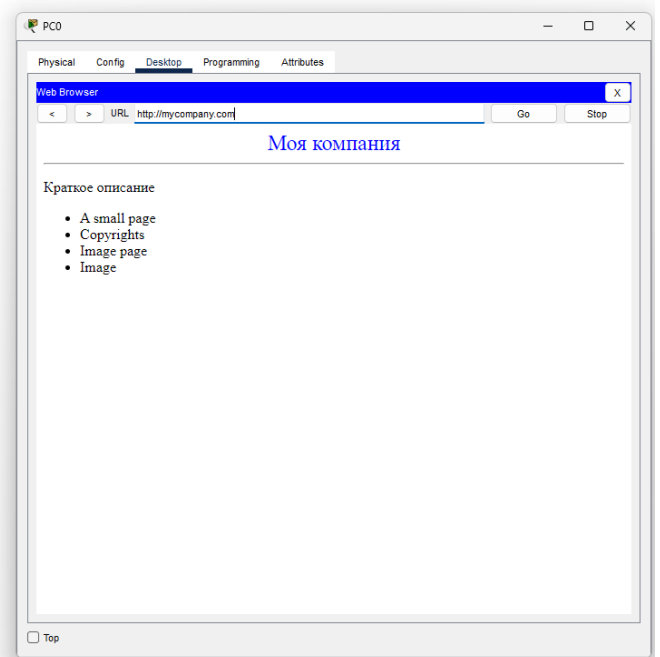 PC0
Physical Config Desktop Programming Attributes
Web Browser X
< > URL http://mycompany.com Go Stop
Моя компания
Краткое описание
• A small page
• Copyrights
• Image page
• Image
Top